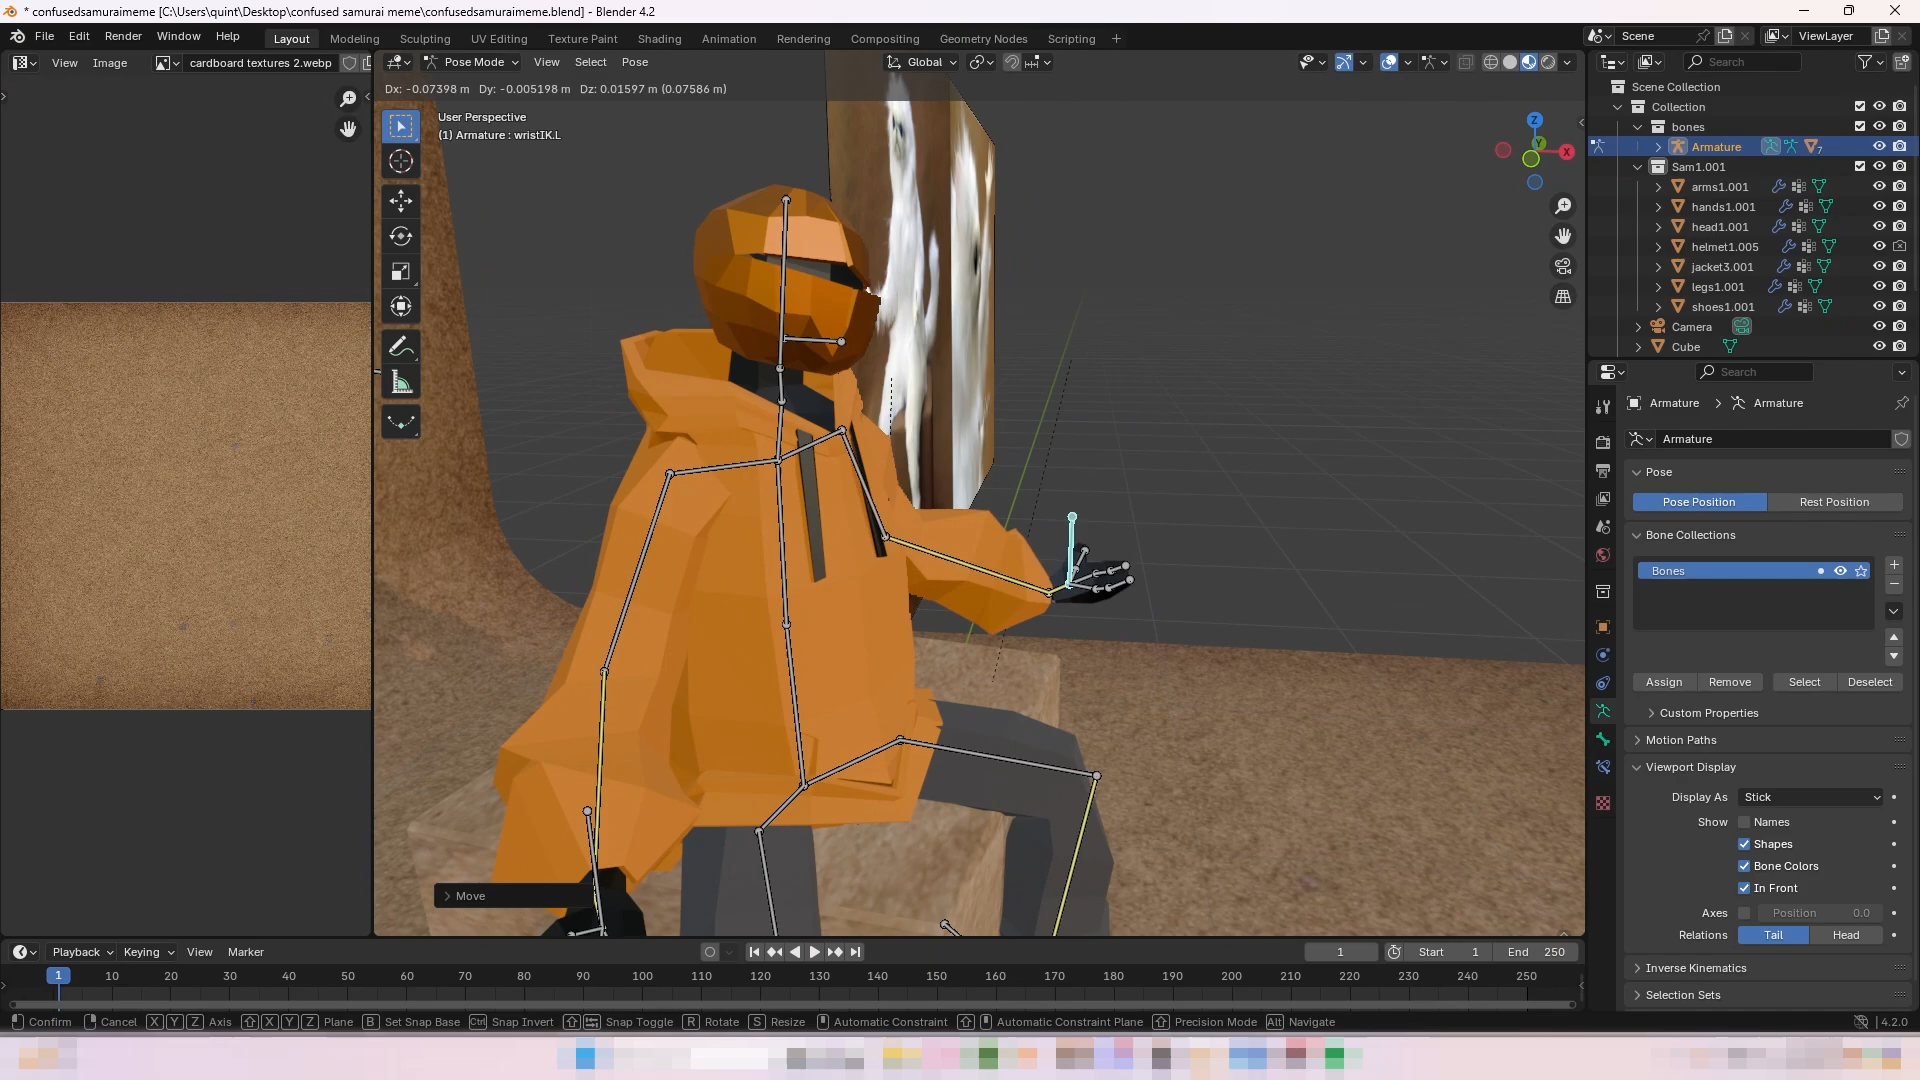 * confusedsamuraimeme [C:\Users\quint\Desktop\confused samurai meme\confusedsamuraimeme.blend] - Blender 4.2
File Edit Render Window Help Layout Modeling Sculpting UV Editing Texture Paint Shading Animation Rendering Compositing Geometry Nodes Scripting + Scene ViewLayer
View Image cardboard textures 2.webp Pose Mode View Select Pose Global Search
Dx: -0.07398 m Dy: -0.005198 m Dz: 0.01597 m (0.07586 m)
User Perspective
(1) Armature : wristIK.L
Z
Y
X
Scene Collection
Collection
bones
Armature 7
Sam1.001
arms1.001
hands1.001
head1.001
helmet1.005
jacket3.001
legs1.001
shoes1.001
Camera
Cube
Search
Armature > Armature
Armature
Pose
Pose Position Rest Position
Bone Collections
Bones
Assign Remove Select Deselect
Custom Properties
Motion Paths
Viewport Display
Display As Stick
Show Names
Shapes
Bone Colors
In Front
Axes Position 0.0
Relations Tail Head
Inverse Kinematics
Selection Sets
Move
Playback Keying View Marker 1 Start 1 End 250
1 10 20 30 40 50 60 70 80 90 100 110 120 130 140 150 160 170 180 190 200 210 220 230 240 250
Confirm Cancel X Y Z Axis X Y Z Plane B Set Snap Base Ctrl Snap Invert Snap Toggle R Rotate S Resize Automatic Constraint Automatic Constraint Plane Precision Mode Alt Navigate 4.2.0